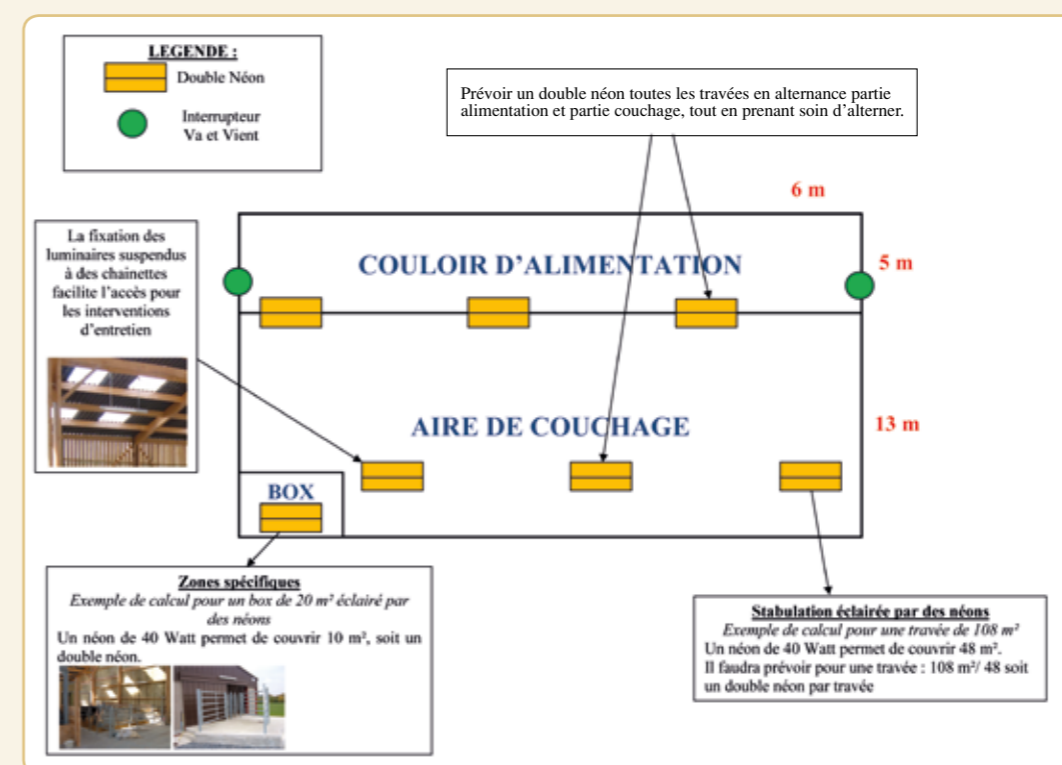 LEGENDE :
Double Néon
Interrupteur
Va et Vient
Prévoir un double néon toutes les travées en alternance partie
alimentation et partie couchage, tout en prenant soin d'alterner.
6 m
La fixation des
luminaires suspendus
à des chainettes
facilite l'accès pour
les interventions
d'entretien
COULOIR D'ALIMENTATION
5 m
AIRE DE COUCHAGE
13 m
BOX
Zones spécifiques
Exemple de calcul pour un box de 20 m² éclairé par
des néons
Un néon de 40 Watt permet de couvrir 10 m², soit un
double néon.
Stabulation éclairée par des néons
Exemple de calcul pour une travée de 108 m²
Un néon de 40 Watt permet de couvrir 48 m².
Il faudra prévoir pour une travée : 108 m²/ 48 soit
un double néon par travée